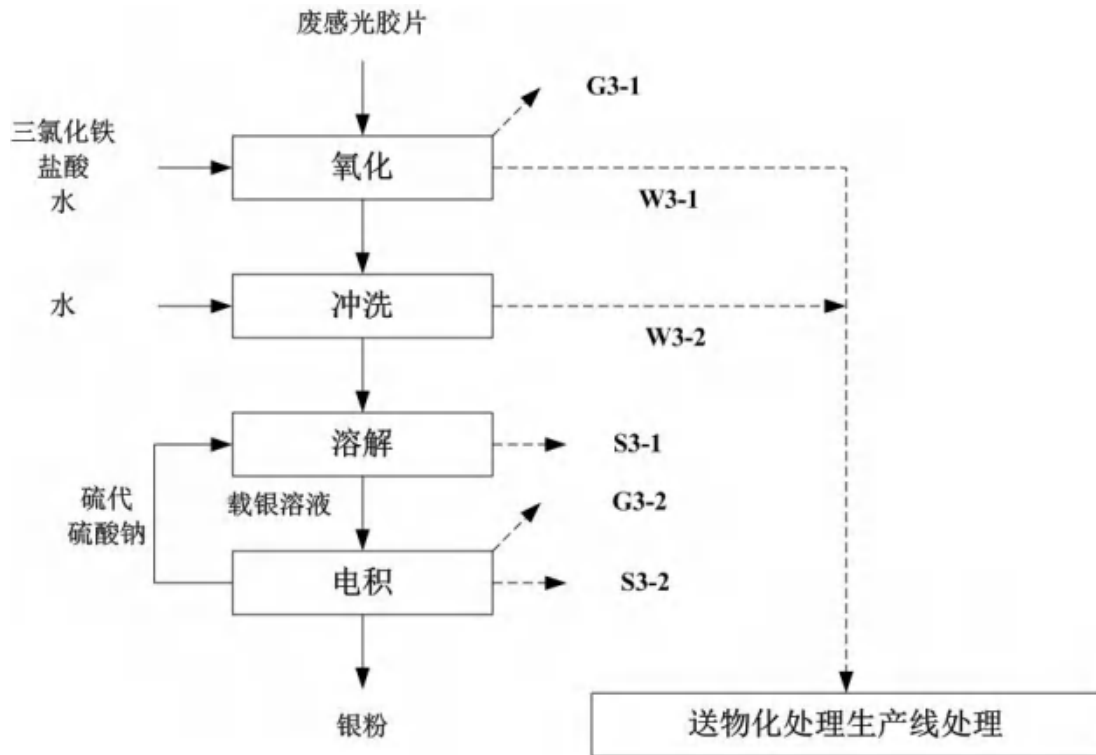 废感光胶片
G3-1
三氯化铁
盐酸
水
氧化
W3-1
水
冲洗
W3-2
溶解
S3-1
硫代
硫酸钠
载银溶液
G3-2
电积
S3-2
银粉
送物化处理生产线处理